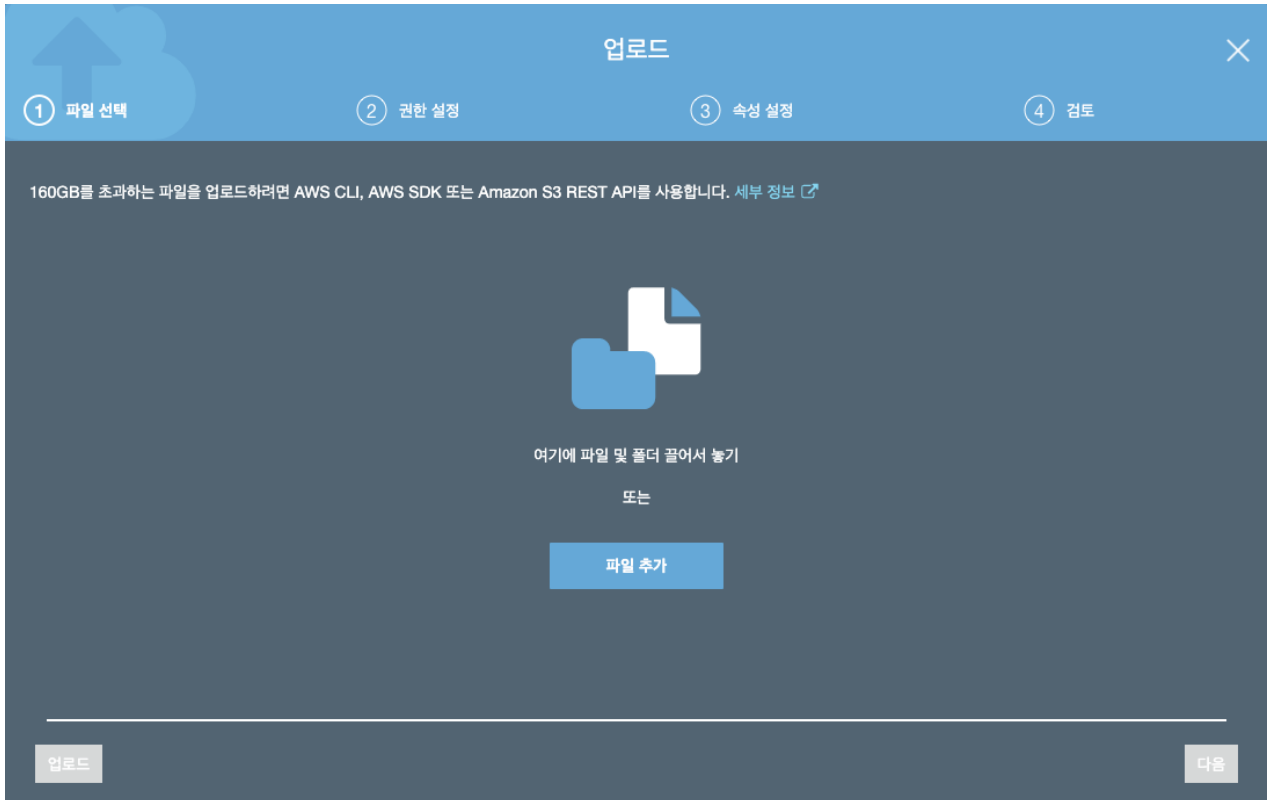 업로드
1 파일 선택
2 권한 설정
3 속성 설정
4 검토
160GB를 초과하는 파일을 업로드하려면 AWS CLI, AWS SDK 또는 Amazon S3 REST API를 사용합니다. 세부 정보
여기에 파일 및 폴더 끌어서 놓기
또는
파일 추가
업로드
다음